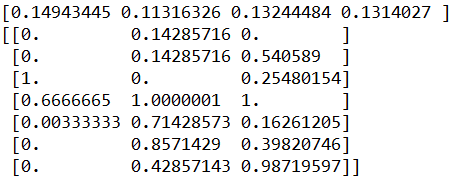 [0.14943445 0.11316326 0.13244484 0.1314027 ]
[[0.         0.14285716 0.        ]
 [0.         0.14285716 0.540589  ]
 [1.         0.         0.25480154]
 [0.6666665  1.0000001  1.        ]
 [0.00333333 0.71428573 0.16261205]
 [0.         0.8571429  0.39820746]
 [0.         0.42857143 0.98719597]]